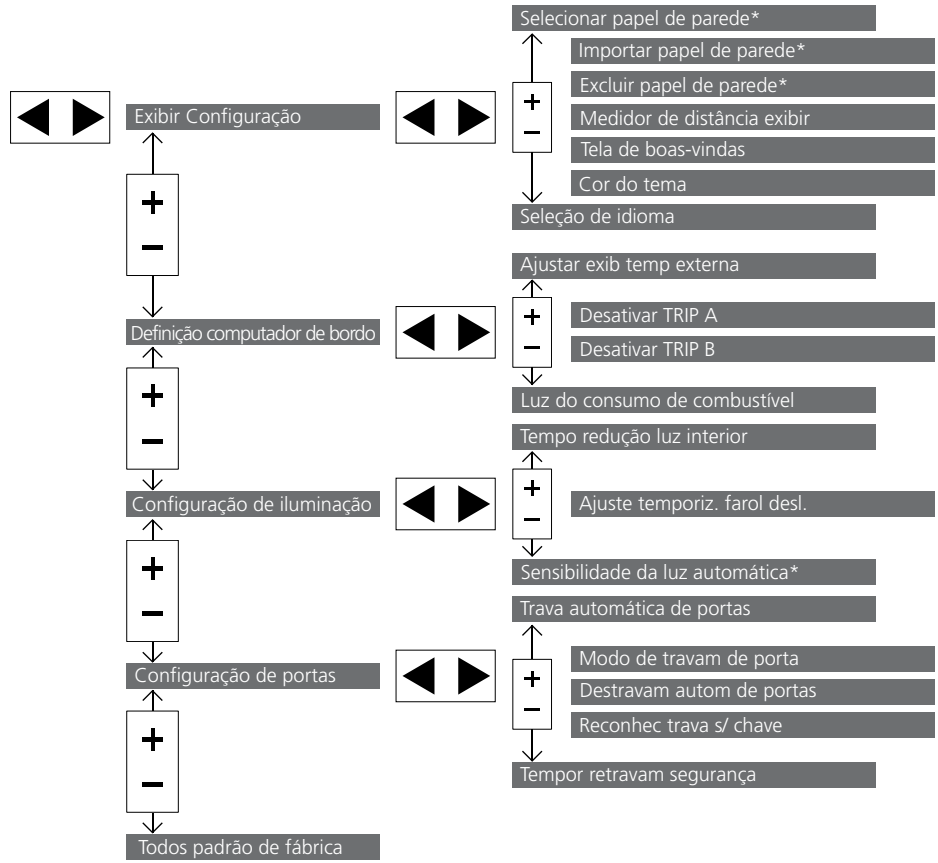 Selecionar papel de parede*
Importar papel de parede*
Excluir papel de parede*
Exibir Configuração
+
−
Medidor de distância exibir
Tela de boas-vindas
Cor do tema
Seleção de idioma
+
−
Ajustar exib temp externa
Definição computador de bordo
+
−
Desativar TRIP A
Desativar TRIP B
Luz do consumo de combustível
+
−
Tempo redução luz interior
Configuração de iluminação
+
−
Ajuste temporiz. farol desl.
Sensibilidade da luz automática*
+
−
Trava automática de portas
Configuração de portas
+
−
Modo de travam de porta
Destravam autom de portas
Reconhec trava s/ chave
Tempor retravam segurança
+
−
Todos padrão de fábrica